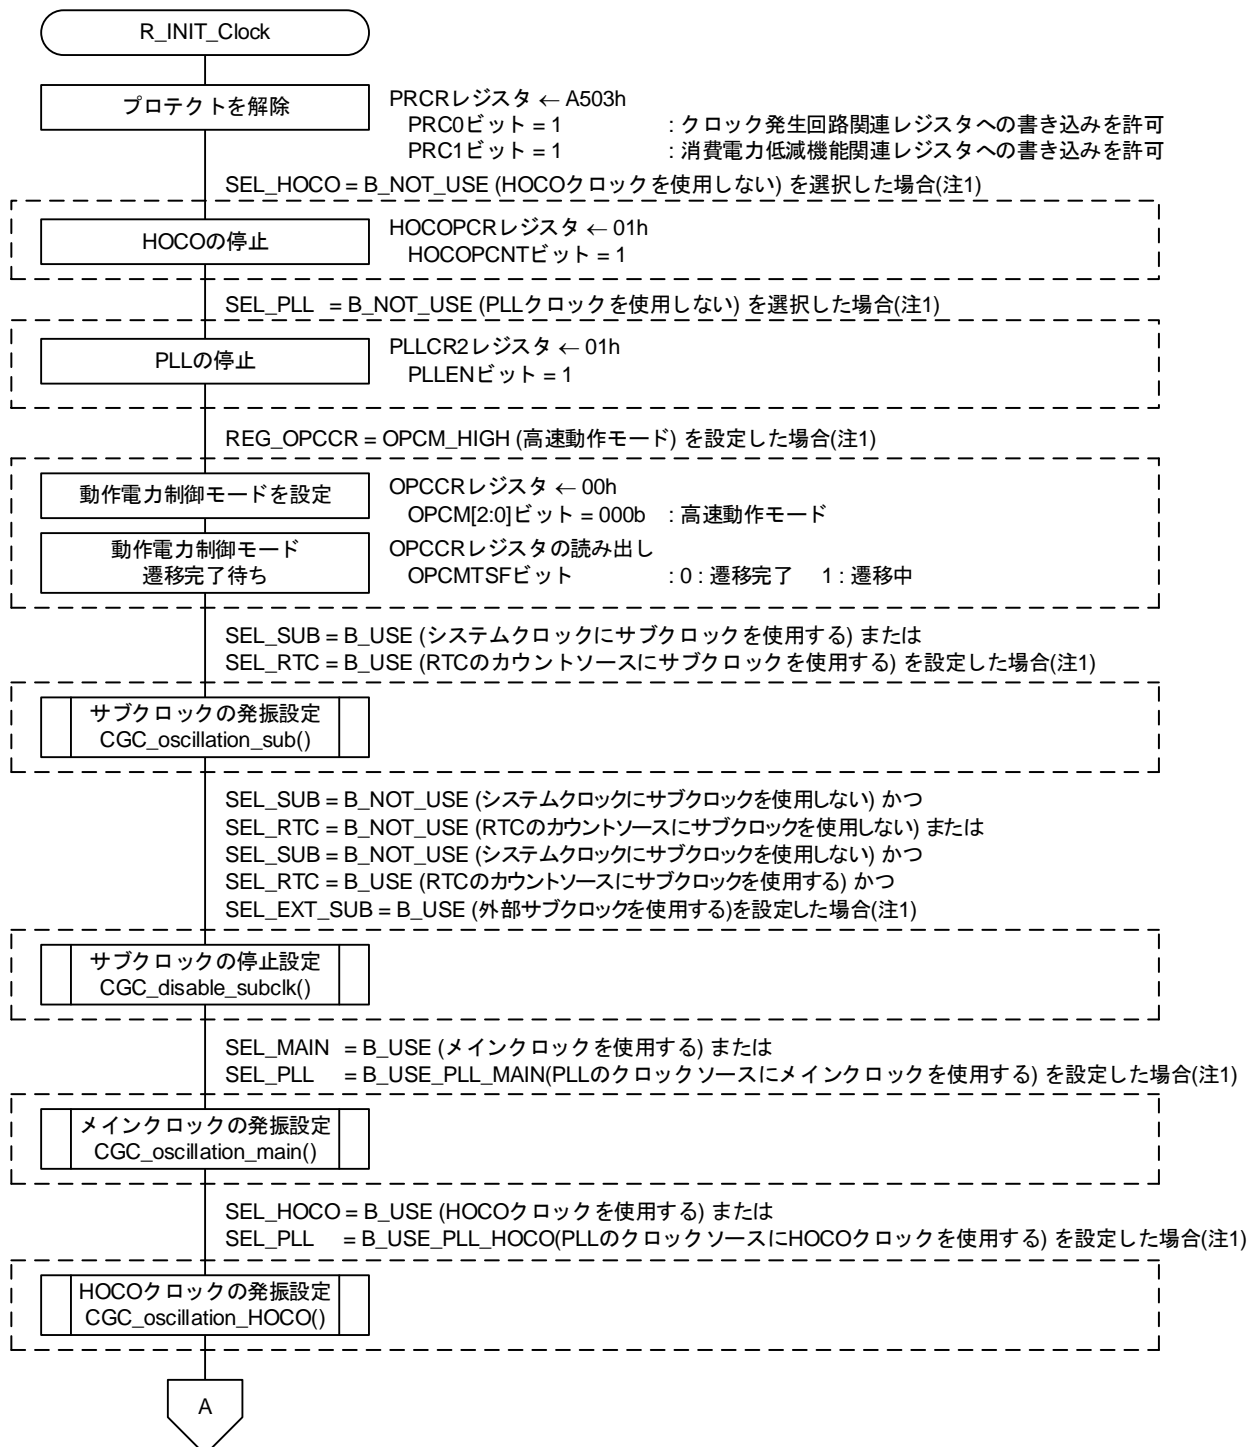 R_INIT_Clock
プロテクトを解除
PRCRレジスタ ← A503h
PRC0ビット = 1 : クロック発生回路関連レジスタへの書き込みを許可
PRC1ビット = 1 : 消費電力低減機能関連レジスタへの書き込みを許可
SEL_HOCO = B_NOT_USE (HOCOクロックを使用しない) を選択した場合(注1)
HOCOの停止
HOCOPCRレジスタ ← 01h
HOCOPCNTビット = 1
SEL_PLL = B_NOT_USE (PLLクロックを使用しない) を選択した場合(注1)
PLLの停止
PLLCR2レジスタ ← 01h
PLLENビット = 1
REG_OPCCR = OPCM_HIGH (高速動作モード) を設定した場合(注1)
動作電力制御モードを設定
OPCCRレジスタ ← 00h
OPCM[2:0]ビット = 000b : 高速動作モード
動作電力制御モード
遷移完了待ち
OPCCRレジスタの読み出し
OPCMTSFビット : 0 : 遷移完了 1 : 遷移中
SEL_SUB = B_USE (システムクロックにサブクロックを使用する) または
SEL_RTC = B_USE (RTCのカウントソースにサブクロックを使用する) を設定した場合(注1)
サブクロックの発振設定
CGC_oscillation_sub()
SEL_SUB = B_NOT_USE (システムクロックにサブクロックを使用しない) かつ
SEL_RTC = B_NOT_USE (RTCのカウントソースにサブクロックを使用しない) または
SEL_SUB = B_NOT_USE (システムクロックにサブクロックを使用しない) かつ
SEL_RTC = B_USE (RTCのカウントソースにサブクロックを使用する) かつ
SEL_EXT_SUB = B_USE (外部サブクロックを使用する)を設定した場合(注1)
サブクロックの停止設定
CGC_disable_subclk()
SEL_MAIN = B_USE (メインクロックを使用する) または
SEL_PLL = B_USE_PLL_MAIN(PLLのクロックソースにメインクロックを使用する) を設定した場合(注1)
メインクロックの発振設定
CGC_oscillation_main()
SEL_HOCO = B_USE (HOCOクロックを使用する) または
SEL_PLL = B_USE_PLL_HOCO(PLLのクロックソースにHOCOクロックを使用する) を設定した場合(注1)
HOCOクロックの発振設定
CGC_oscillation_HOCO()
A